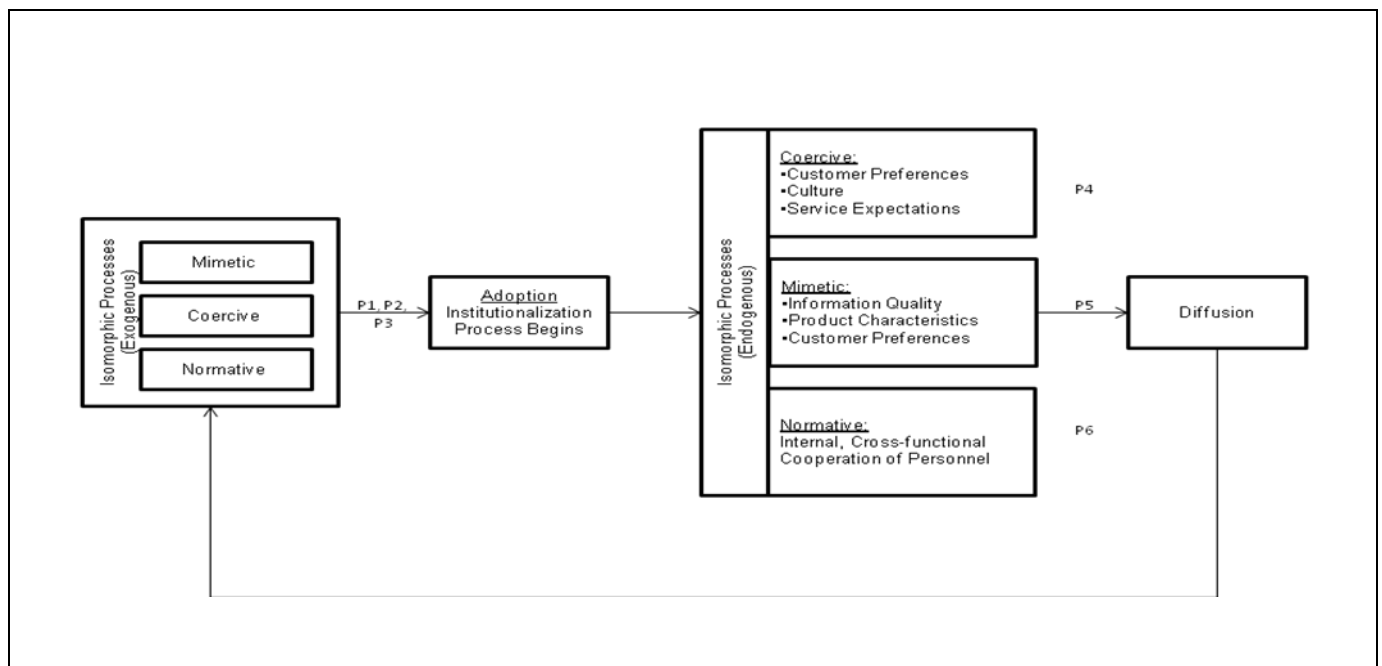 Isomorphic Processes
(Exogenous)
Mimetic
Coercive
Normative
P1, P2,
P3
Adoption
Institutionalization
Process Begins
Isomorphic Processes
(Endogenous)
Coercive:
•Customer Preferences
•Culture
•Service Expectations
P4
Mimetic:
•Information Quality
•Product Characteristics
•Customer Preferences
P5
Normative:
Internal, Cross-functional
Cooperation of Personnel
P6
Diffusion